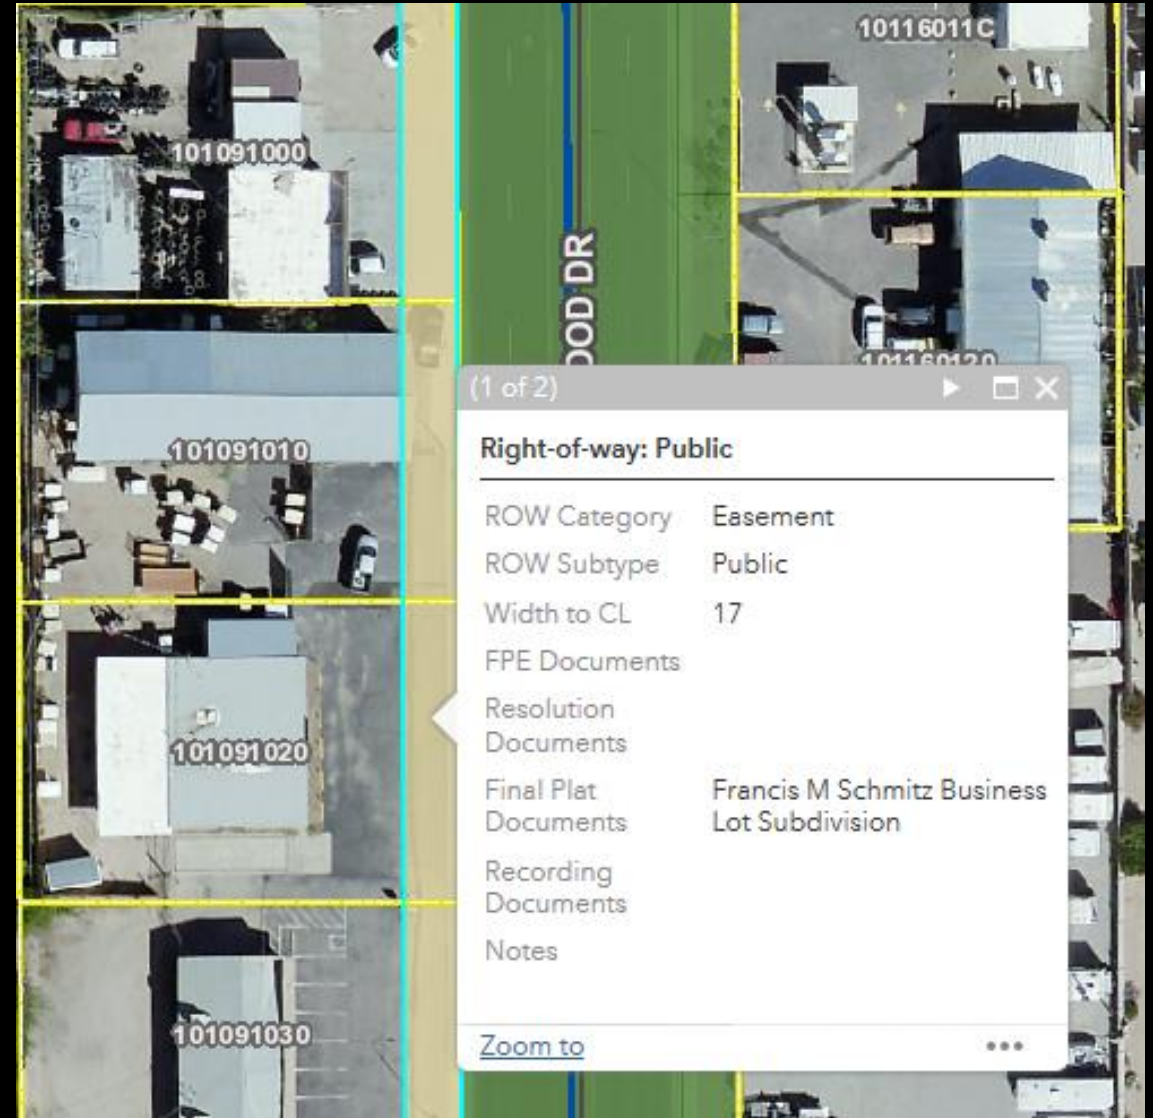 10116011C
101091000
OOD DR
101160120
101091010
(1 of 2)
Right-of-way: Public
ROW Category Easement
ROW Subtype Public
Width to CL 17
FPE Documents
Resolution
Documents
Final Plat Francis M Schmitz Business
Documents Lot Subdivision
Recording
Documents
Notes
Zoom to
101091020
101091030